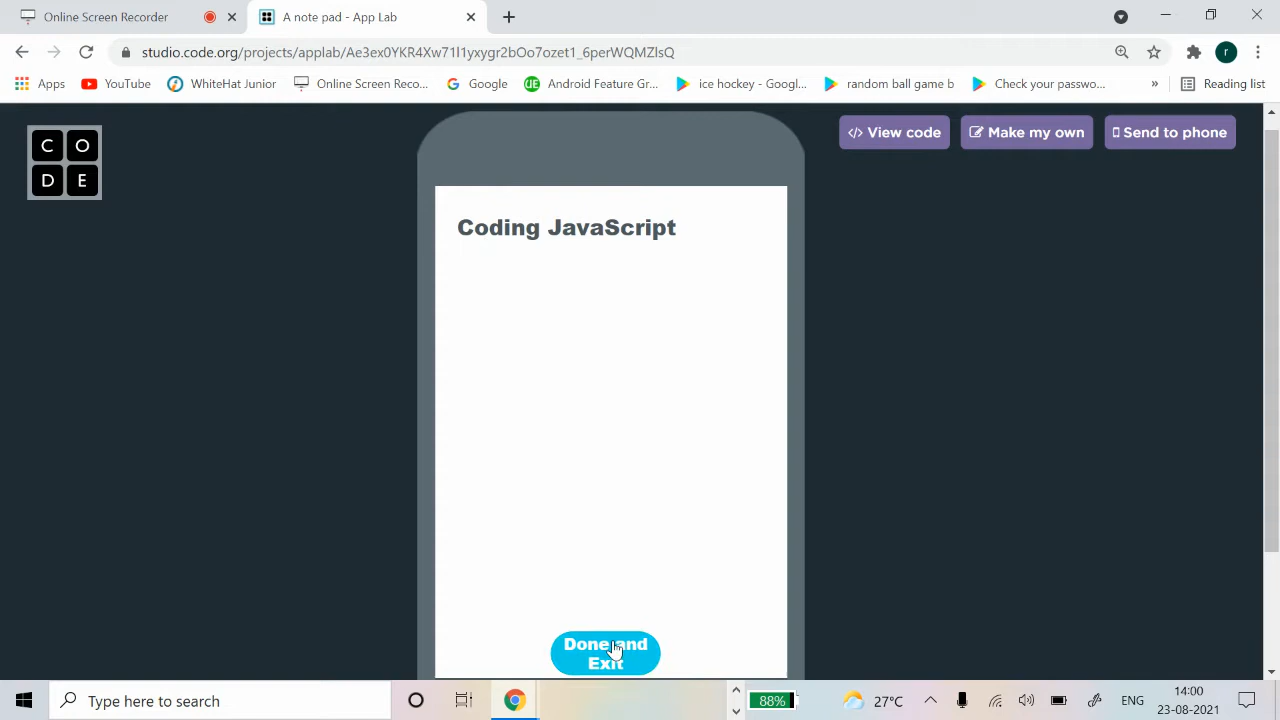 Online Screen Recorder
A note pad - App Lab
studio.code.org/projects/applab/Ae3ex0YKR4Xw71l1yxygr2bOo7ozet1_6perWQMZlsQ
r
Apps
YouTube
WhiteHat Junior
Online Screen Reco...
Google
UE
Android Feature Gr...
ice hockey - Googl...
random ball game b
Check your passwo...
»
Reading list
C O
D E
</> View code
Make my own
Send to phone
Coding JavaScript
Done and
Exit
Type here to search
88%
27°C
ENG
14:00
23-08-2021